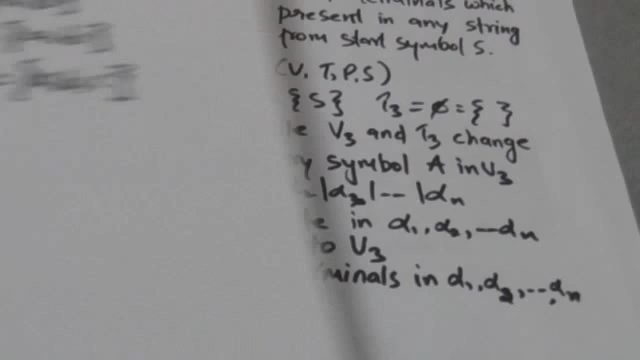 which
present in any string
from start symbol S.
(V, T, P, S)
{S} T₃ = ϕ = { }
V₃ and T₃ change
symbol A in V₃
|α₃|-- |αₙ
in α₁, α₂, --- αₙ
V₃
in α₁, α₂, --- αₙ